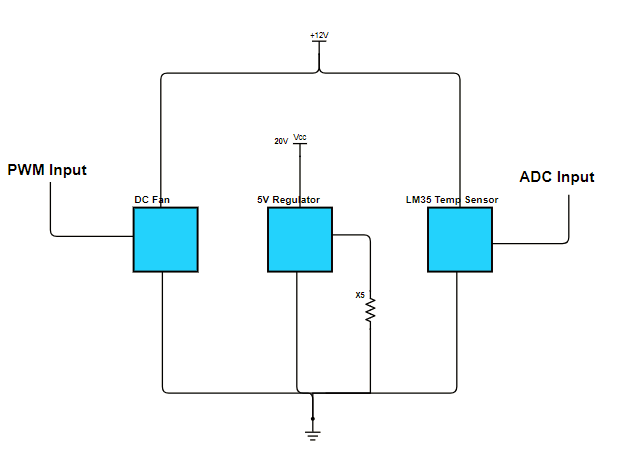 +12V
20V Vcc
PWM Input
ADC Input
DC Fan
5V Regulator
LM35 Temp Sensor
X5